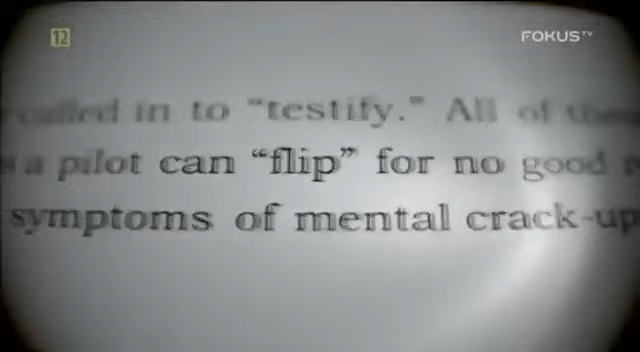 12
FOKUS TV
called in to "testify." All of
a pilot can “flip” for no good
symptoms of mental crack-up